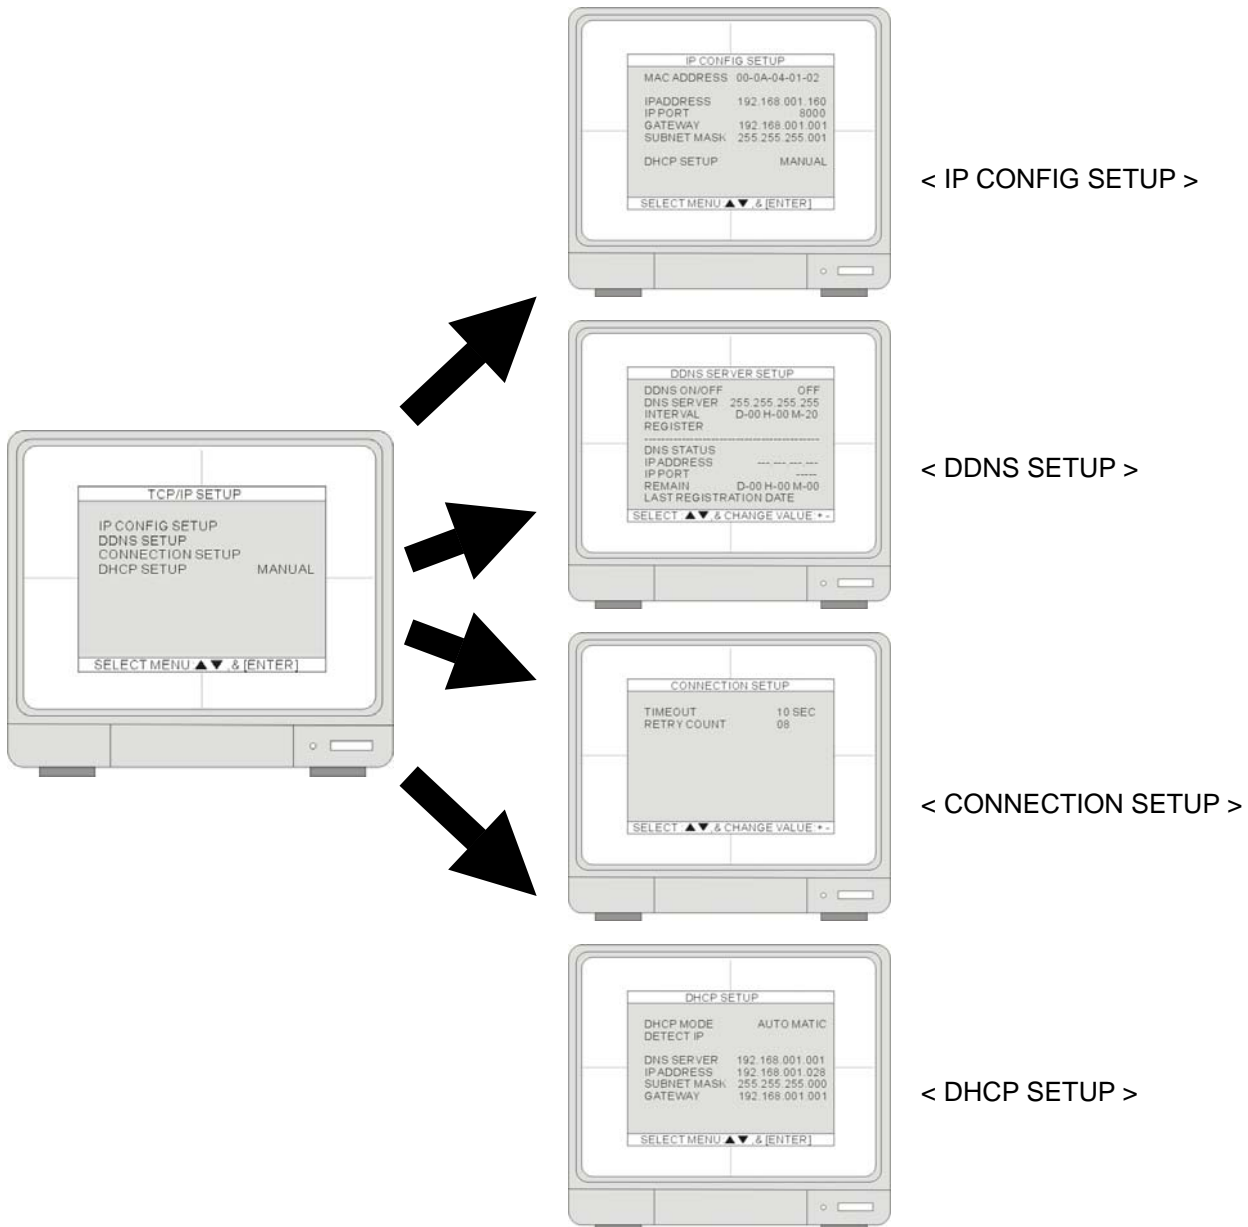 TCP/IP SETUP
IP CONFIG SETUP
DDNS SETUP
CONNECTION SETUP
DHCP SETUP MANUAL
SELECT MENU:▲▼,& [ENTER]
IP CONFIG SETUP
MAC ADDRESS 00-0A-04-01-02
IPADDRESS 192.168.001.160
IP PORT 8000
GATEWAY 192.168.001.001
SUBNET MASK 255.255.255.001
DHCP SETUP MANUAL
SELECT MENU:▲▼,& [ENTER]
< IP CONFIG SETUP >
DDNS SERVER SETUP
DDNS ON/OFF OFF
DNS SERVER 255.255.255.255
INTERVAL D-00 H-00 M-20
REGISTER
--------------------------------------------
DNS STATUS
IPADDRESS ---.---.---.---
IP PORT -----
REMAIN D-00 H-00 M-00
LAST REGISTRATION DATE
SELECT :▲▼,& CHANGE VALUE:+ -
< DDNS SETUP >
CONNECTION SETUP
TIMEOUT 10 SEC
RETRY COUNT 08
SELECT :▲▼,& CHANGE VALUE:+ -
< CONNECTION SETUP >
DHCP SETUP
DHCP MODE AUTO MATIC
DETECT IP
DNS SERVER 192.168.001.001
IPADDRESS 192.168.001.028
SUBNET MASK 255.255.255.000
GATEWAY 192.168.001.001
SELECT MENU:▲▼,& [ENTER]
< DHCP SETUP >